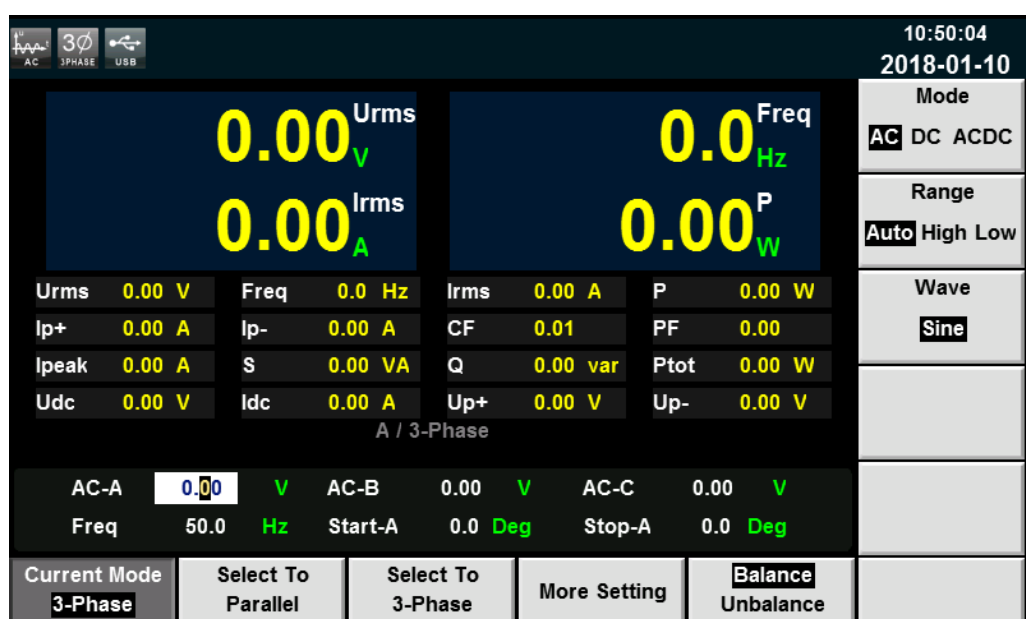 u
t
AC
3Ø
3PHASE
USB
10:50:04
2018-01-10
0.00 Urms V
0.0 Freq Hz
0.00 Irms A
0.00 P W
Urms 0.00 V Freq 0.0 Hz Irms 0.00 A P 0.00 W
Ip+ 0.00 A Ip- 0.00 A CF 0.01 PF 0.00
Ipeak 0.00 A S 0.00 VA Q 0.00 var Ptot 0.00 W
Udc 0.00 V Idc 0.00 A Up+ 0.00 V Up- 0.00 V
A / 3-Phase
AC-A 0.00 V AC-B 0.00 V AC-C 0.00 V
Freq 50.0 Hz Start-A 0.0 Deg Stop-A 0.0 Deg
Mode
AC DC ACDC
Range
Auto High Low
Wave
Sine
Current Mode
3-Phase
Select To
Parallel
Select To
3-Phase
More Setting
Balance
Unbalance